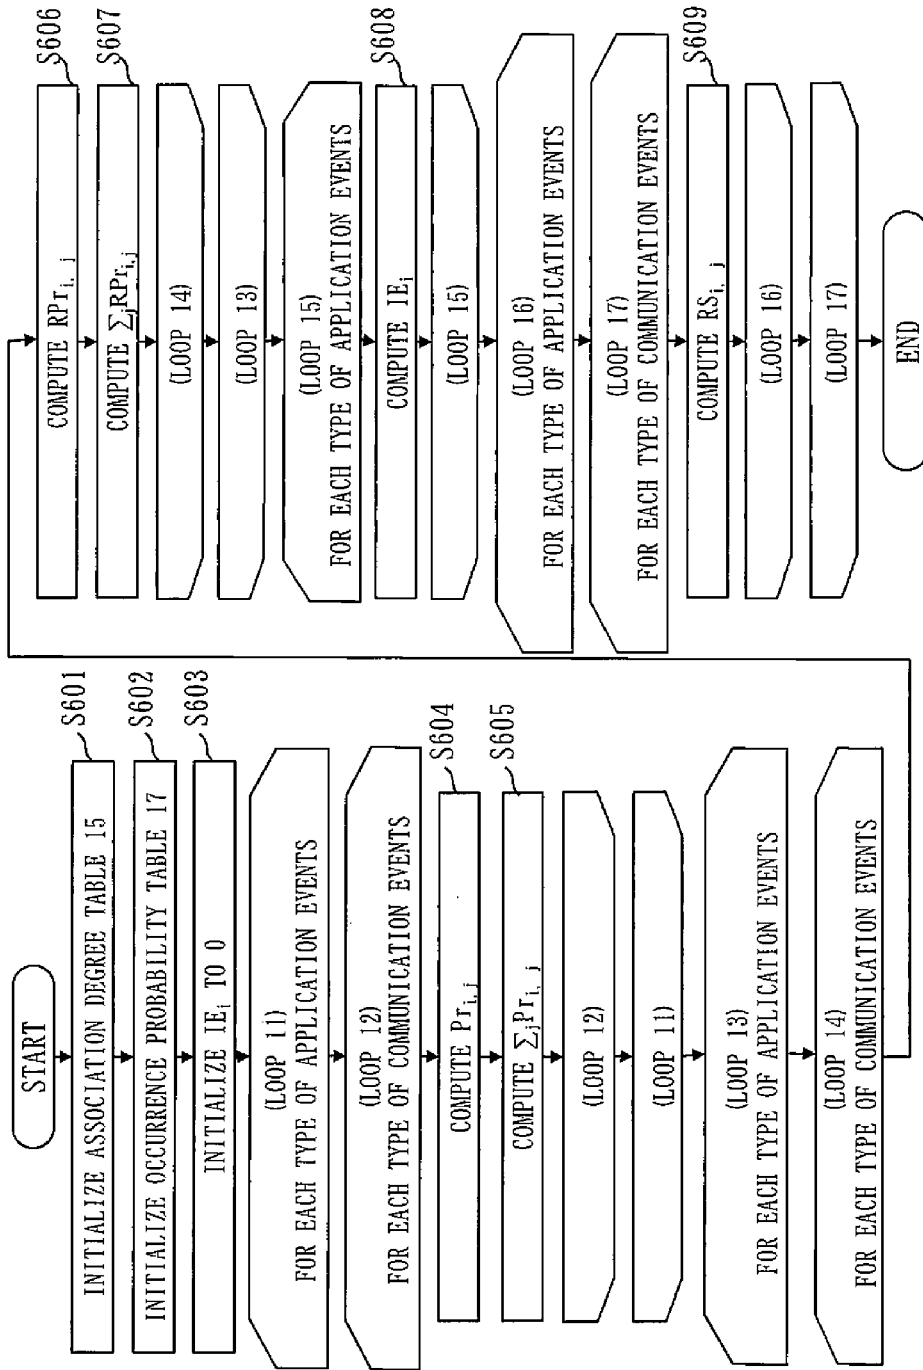 START
INITIALIZE ASSOCIATION DEGREE TABLE 15
S601
INITIALIZE OCCURRENCE PROBABILITY TABLE 17
S602
INITIALIZE IEi TO 0
S603
(LOOP 11)
FOR EACH TYPE OF APPLICATION EVENTS
(LOOP 12)
FOR EACH TYPE OF COMMUNICATION EVENTS
COMPUTE Pri,j
S604
COMPUTE ∑jPri,j
S605
(LOOP 12)
(LOOP 11)
(LOOP 13)
FOR EACH TYPE OF APPLICATION EVENTS
(LOOP 14)
FOR EACH TYPE OF COMMUNICATION EVENTS
COMPUTE RPri,j
S606
COMPUTE ∑jRPri,j
S607
(LOOP 14)
(LOOP 13)
(LOOP 15)
FOR EACH TYPE OF APPLICATION EVENTS
COMPUTE IEi
S608
(LOOP 15)
(LOOP 16)
FOR EACH TYPE OF APPLICATION EVENTS
(LOOP 17)
FOR EACH TYPE OF COMMUNICATION EVENTS
COMPUTE RSi,j
S609
(LOOP 16)
(LOOP 17)
END